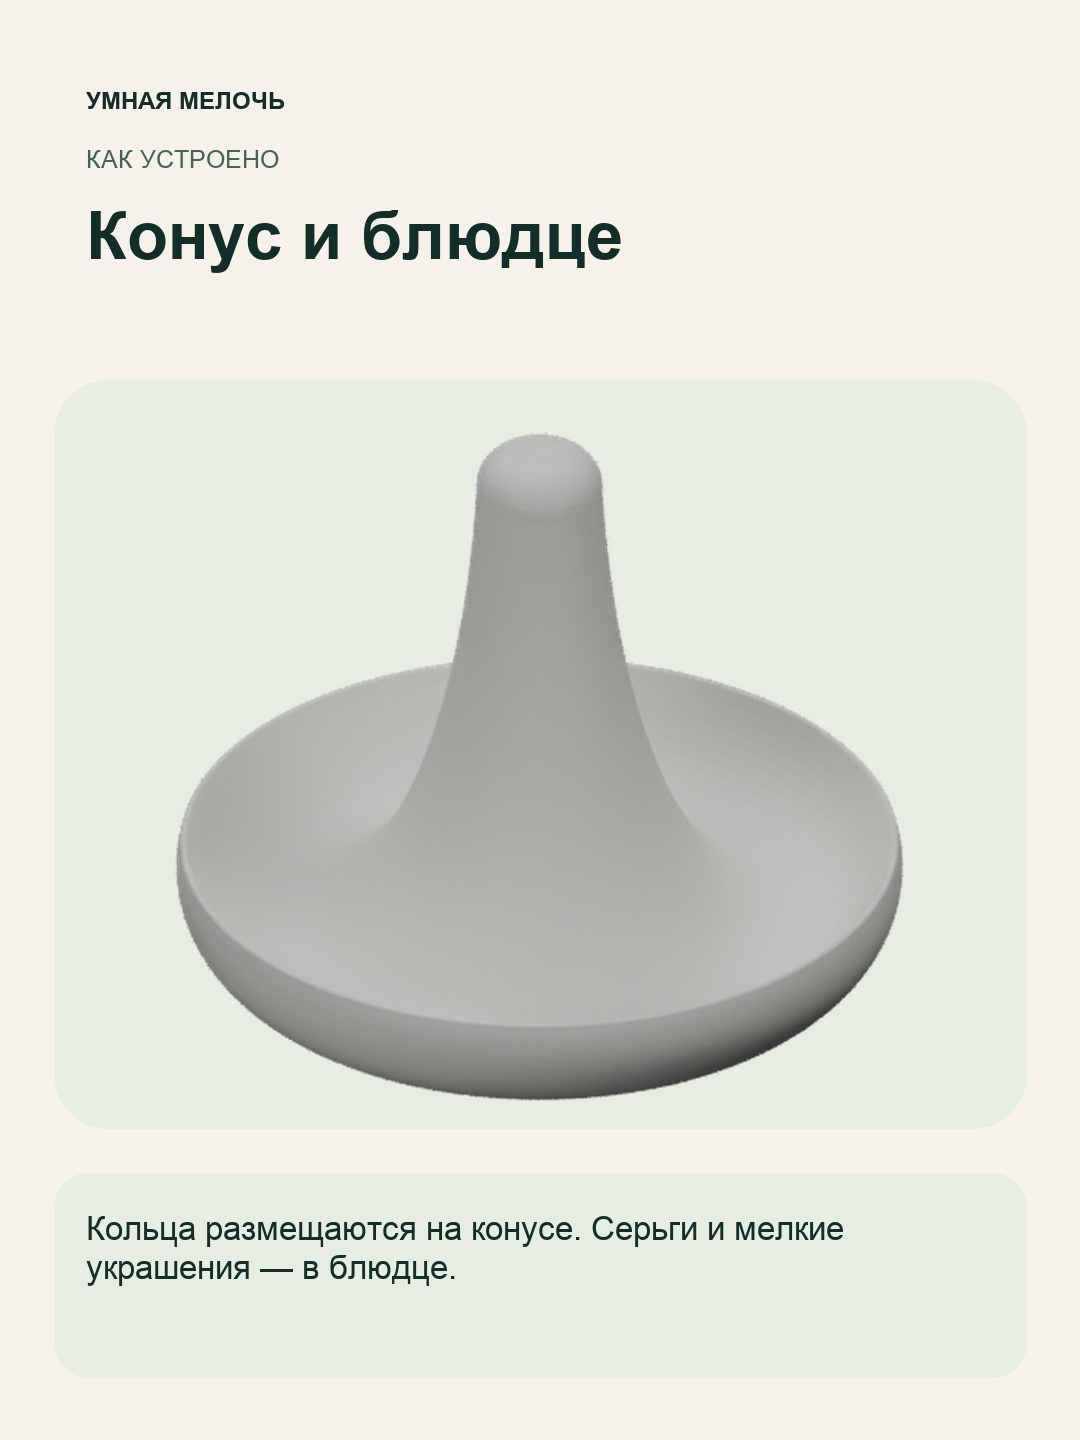 УМНАЯ МЕЛОЧЬ
КАК УСТРОЕНО
Конус и блюдце
Кольца размещаются на конусе. Серьги и мелкие
украшения — в блюдце.